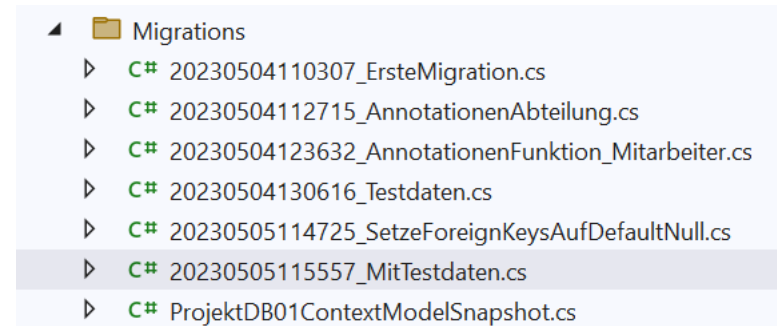 Migrations
C# 20230504110307_ErsteMigration.cs
C# 20230504112715_AnnotationenAbteilung.cs
C# 20230504123632_AnnotationenFunktion_Mitarbeiter.cs
C# 20230504130616_Testdaten.cs
C# 20230505114725_SetzeForeignKeysAufDefaultNull.cs
C# 20230505115557_MitTestdaten.cs
C# ProjektDB01ContextModelSnapshot.cs